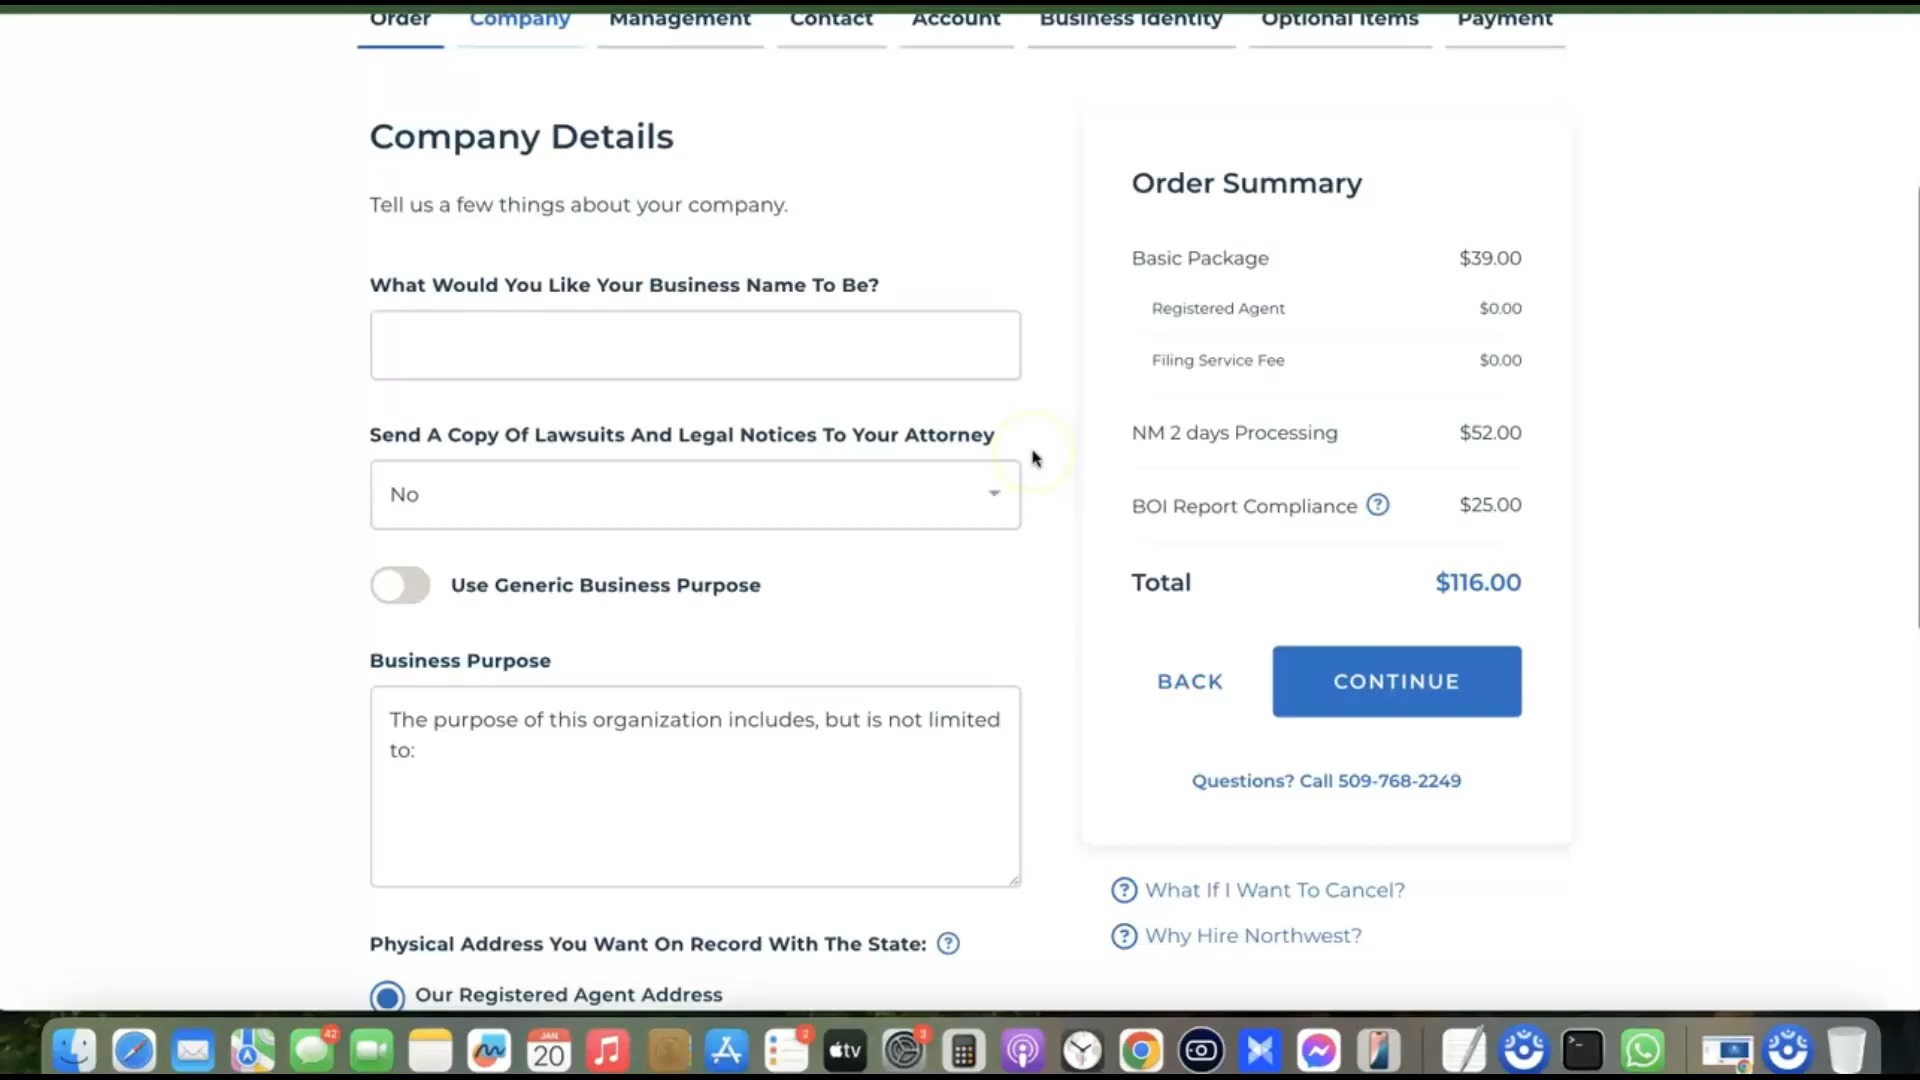 Order Company Management Contact Account Business Identity Optional Items Payment
Company Details
Tell us a few things about your company.
What Would You Like Your Business Name To Be?
Send A Copy Of Lawsuits And Legal Notices To Your Attorney
No
Use Generic Business Purpose
Business Purpose
The purpose of this organization includes, but is not limited
to:
Physical Address You Want On Record With The State: ?
Our Registered Agent Address
Order Summary
Basic Package $39.00
Registered Agent $0.00
Filing Service Fee $0.00
NM 2 days Processing $52.00
BOI Report Compliance ? $25.00
Total $116.00
BACK CONTINUE
Questions? Call 509-768-2249
? What If I Want To Cancel?
? Why Hire Northwest?
42
JAN
20
2
tv
3